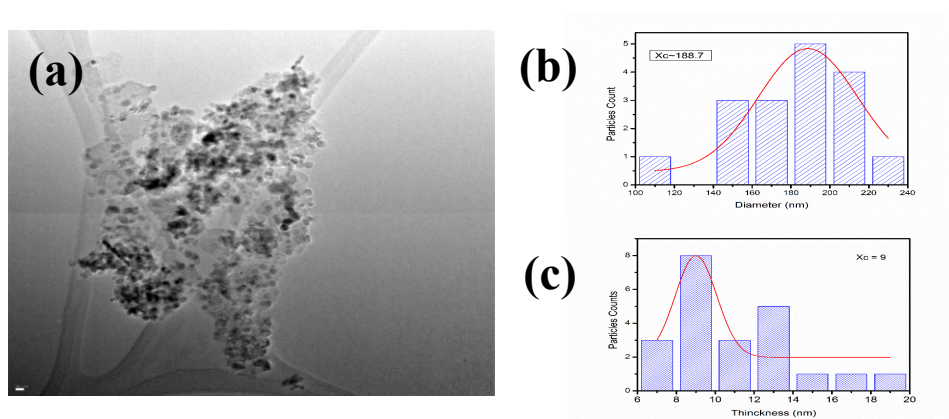 (a)
(b)
Xc~188.7
5
4
3
2
1
0
Particles Count
100 120 140 160 180 200 220 240
Diameter (nm)
(c)
Xc = 9
8
6
4
2
0
Particles Counts
6 8 10 12 14 16 18 20
Thinckness (nm)